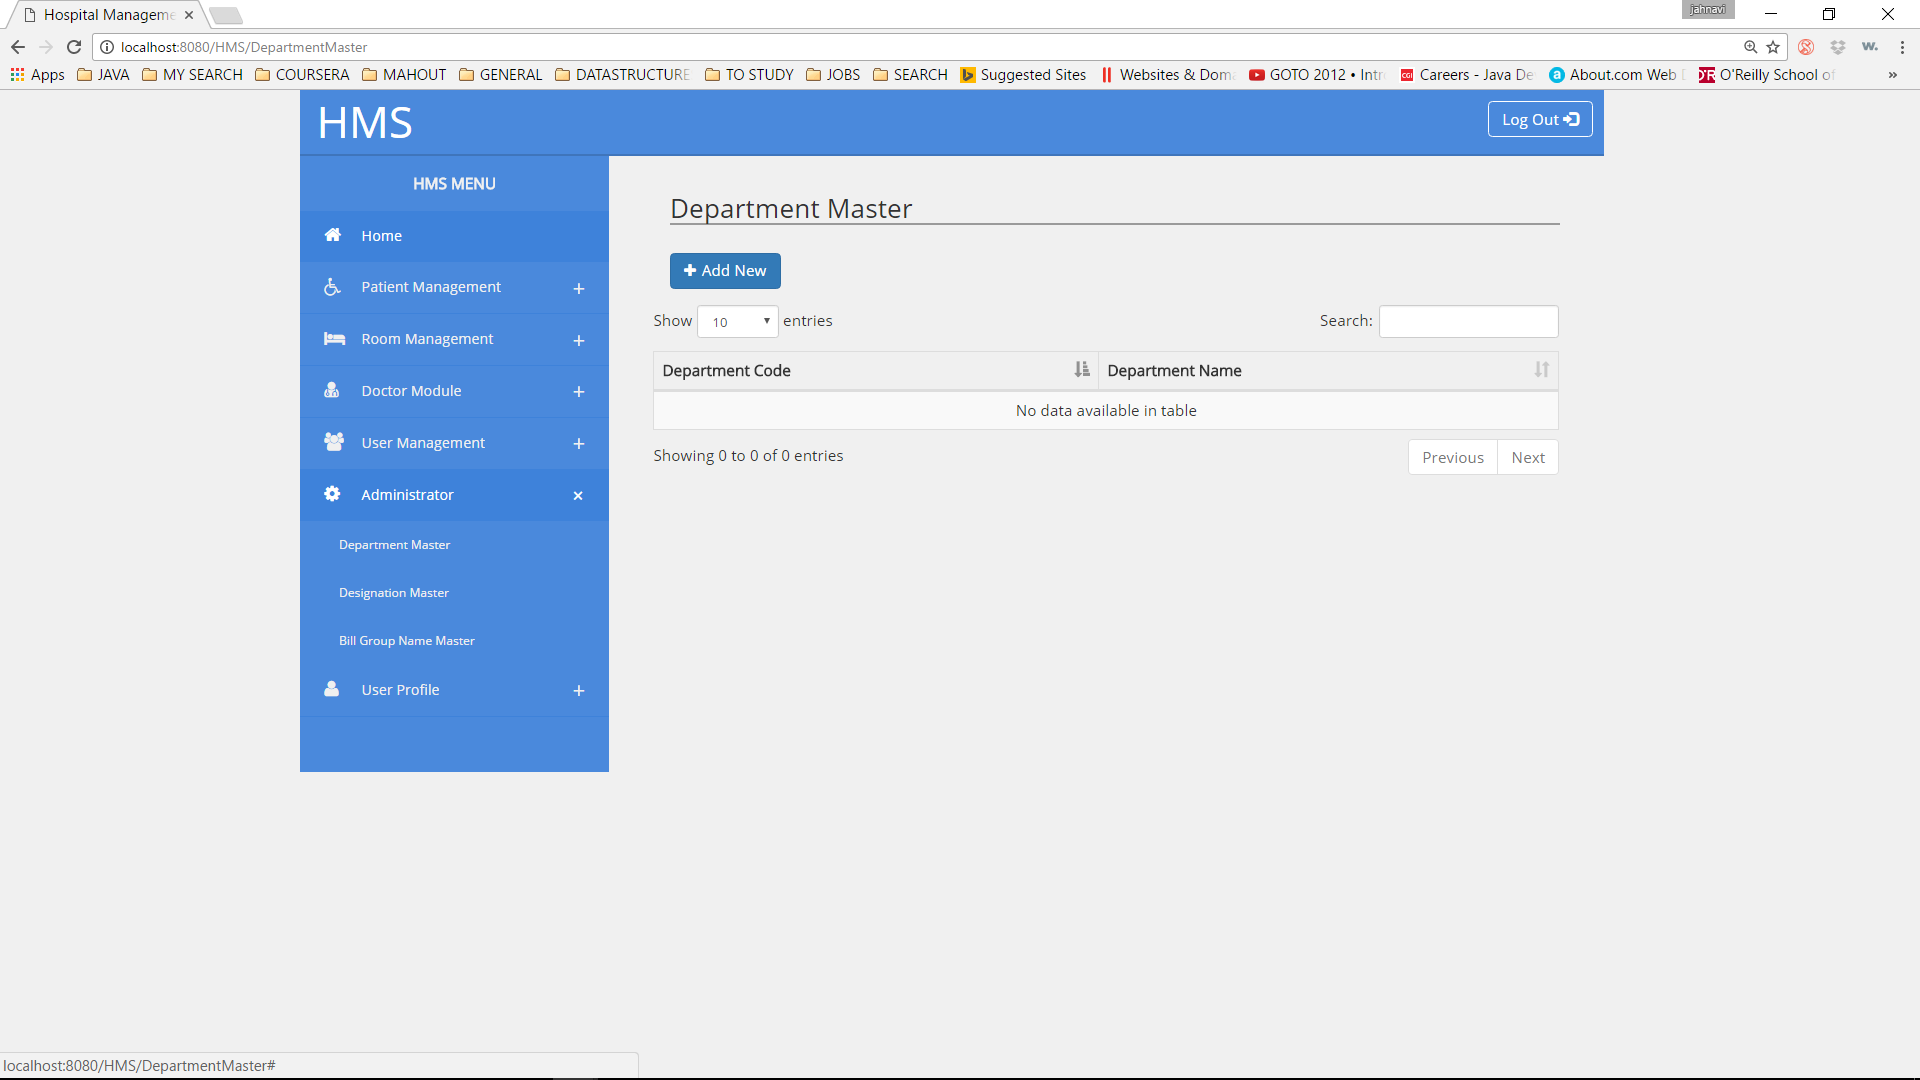 Hospital Manageme
jahnavi
localhost:8080/HMS/DepartmentMaster
Apps JAVA MY SEARCH COURSERA MAHOUT GENERAL DATASTRUCTURE TO STUDY JOBS SEARCH Suggested Sites Websites & Doma GOTO 2012 • Intr Careers - Java De About.com Web D O'Reilly School of »
HMS
Log Out
HMS MENU
Home
Patient Management +
Room Management +
Doctor Module +
User Management +
Administrator ×
Department Master
Designation Master
Bill Group Name Master
User Profile +
Department Master
+ Add New
Show 10 entries
Search:
Department Code Department Name
No data available in table
Showing 0 to 0 of 0 entries
Previous Next
localhost:8080/HMS/DepartmentMaster#